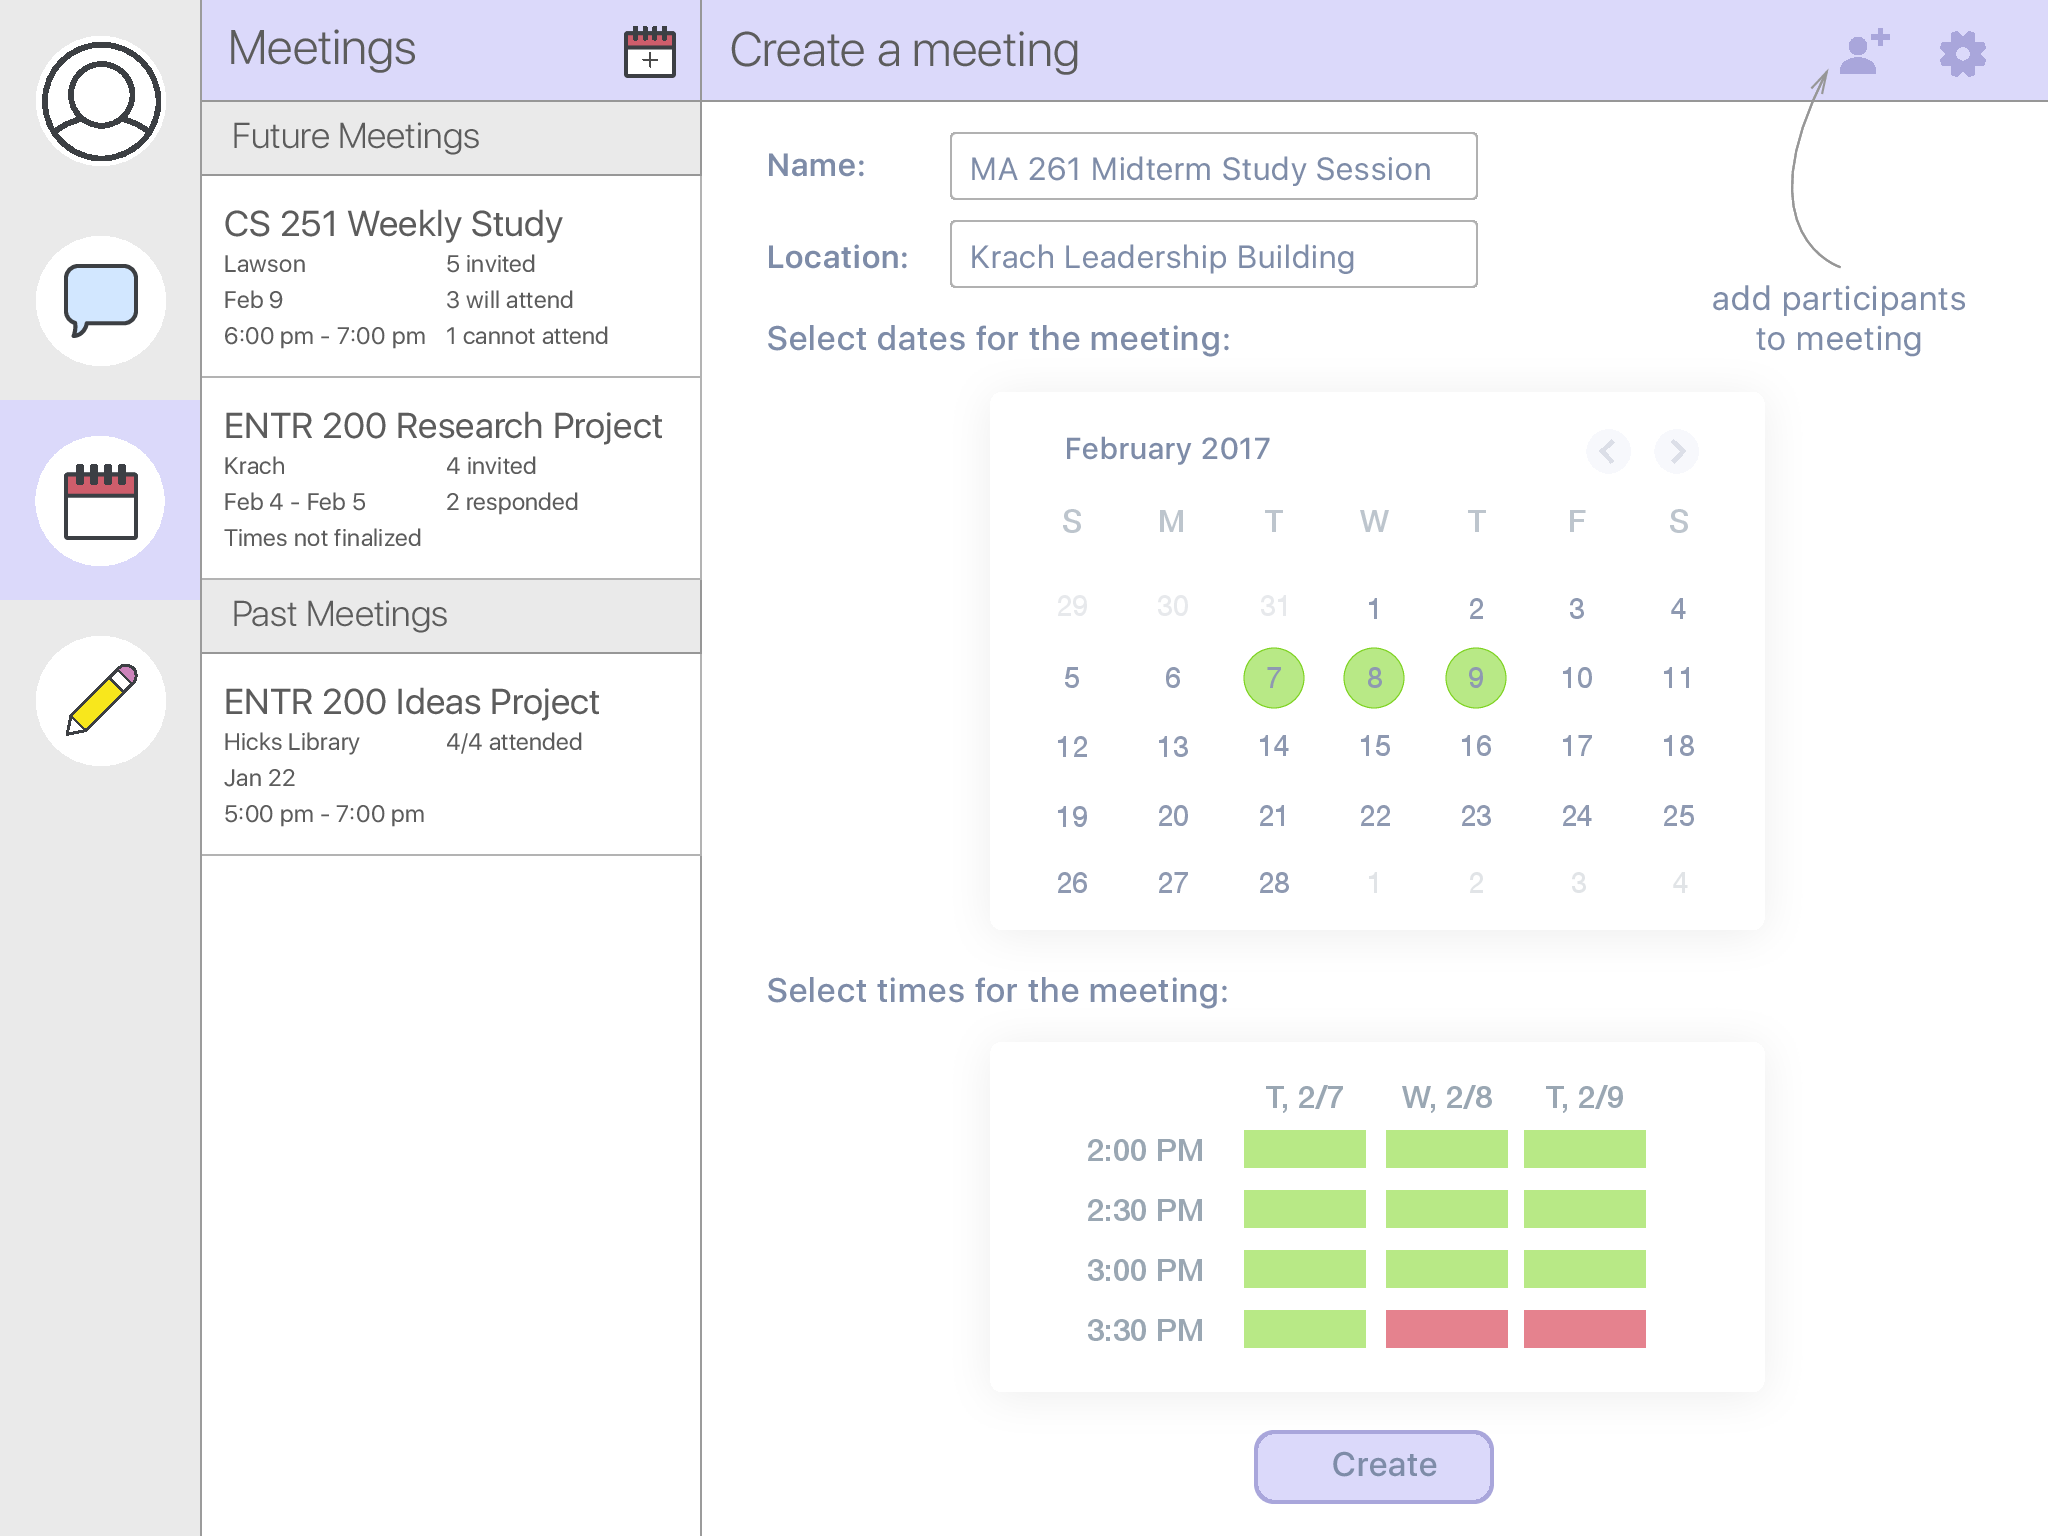 Meetings
Future Meetings
CS 251 Weekly Study
Lawson 5 invited
Feb 9 3 will attend
6:00 pm - 7:00 pm 1 cannot attend
ENTR 200 Research Project
Krach 4 invited
Feb 4 - Feb 5 2 responded
Times not finalized
Past Meetings
ENTR 200 Ideas Project
Hicks Library 4/4 attended
Jan 22
5:00 pm - 7:00 pm
Create a meeting
Name: MA 261 Midterm Study Session
Location: Krach Leadership Building
add participants
to meeting
Select dates for the meeting:
February 2017
S M T W T F S
29 30 31 1 2 3 4
5 6 7 8 9 10 11
12 13 14 15 16 17 18
19 20 21 22 23 24 25
26 27 28 1 2 3 4
Select times for the meeting:
T, 2/7 W, 2/8 T, 2/9
2:00 PM
2:30 PM
3:00 PM
3:30 PM
Create